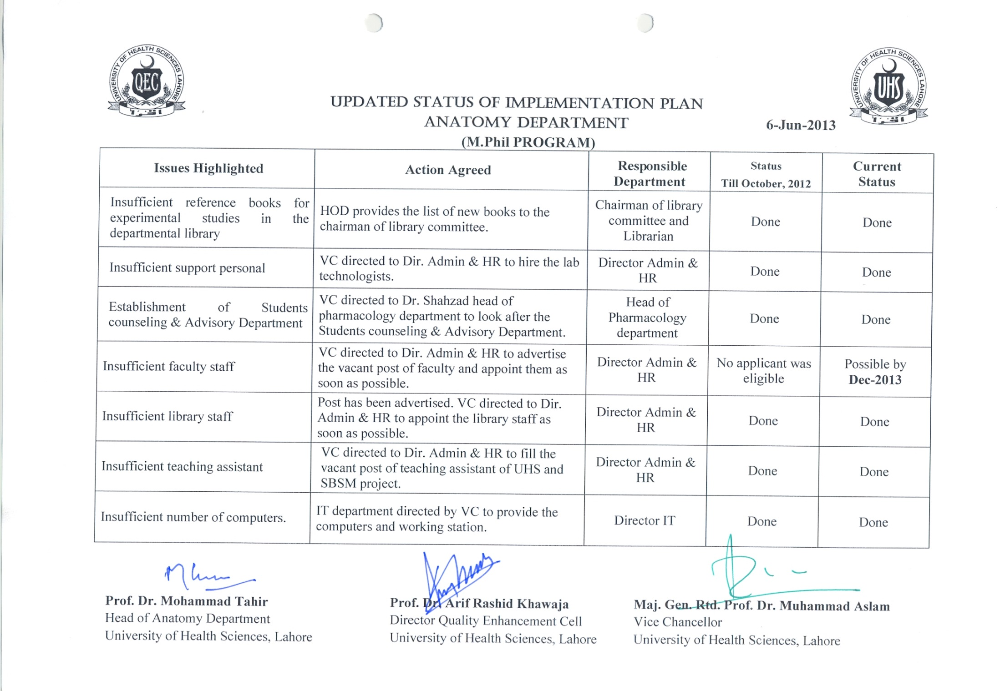 UNIVERSITY OF HEALTH SCIENCES LAHORE
QEC
UNIVERSITY OF HEALTH SCIENCES LAHORE
UHS
UPDATED STATUS OF IMPLEMENTATION PLAN
ANATOMY DEPARTMENT
6-Jun-2013
(M.Phil PROGRAM)
Issues Highlighted
Action Agreed
Responsible
Department
Status
Till October, 2012
Current
Status
Insufficient reference books for
experimental studies in the
departmental library
HOD provides the list of new books to the
chairman of library committee.
Chairman of library
committee and
Librarian
Done
Done
Insufficient support personal
VC directed to Dir. Admin & HR to hire the lab
technologists.
Director Admin &
HR
Done
Done
Establishment of Students
counseling & Advisory Department
VC directed to Dr. Shahzad head of
pharmacology department to look after the
Students counseling & Advisory Department.
Head of
Pharmacology
department
Done
Done
Insufficient faculty staff
VC directed to Dir. Admin & HR to advertise
the vacant post of faculty and appoint them as
soon as possible.
Director Admin &
HR
No applicant was
eligible
Possible by
Dec-2013
Insufficient library staff
Post has been advertised. VC directed to Dir.
Admin & HR to appoint the library staff as
soon as possible.
Director Admin &
HR
Done
Done
Insufficient teaching assistant
VC directed to Dir. Admin & HR to fill the
vacant post of teaching assistant of UHS and
SBSM project.
Director Admin &
HR
Done
Done
Insufficient number of computers.
IT department directed by VC to provide the
computers and working station.
Director IT
Done
Done
Prof. Dr. Mohammad Tahir
Head of Anatomy Department
University of Health Sciences, Lahore
Prof. Dr. Arif Rashid Khawaja
Director Quality Enhancement Cell
University of Health Sciences, Lahore
Maj. Gen. Rtd. Prof. Dr. Muhammad Aslam
Vice Chancellor
University of Health Sciences, Lahore